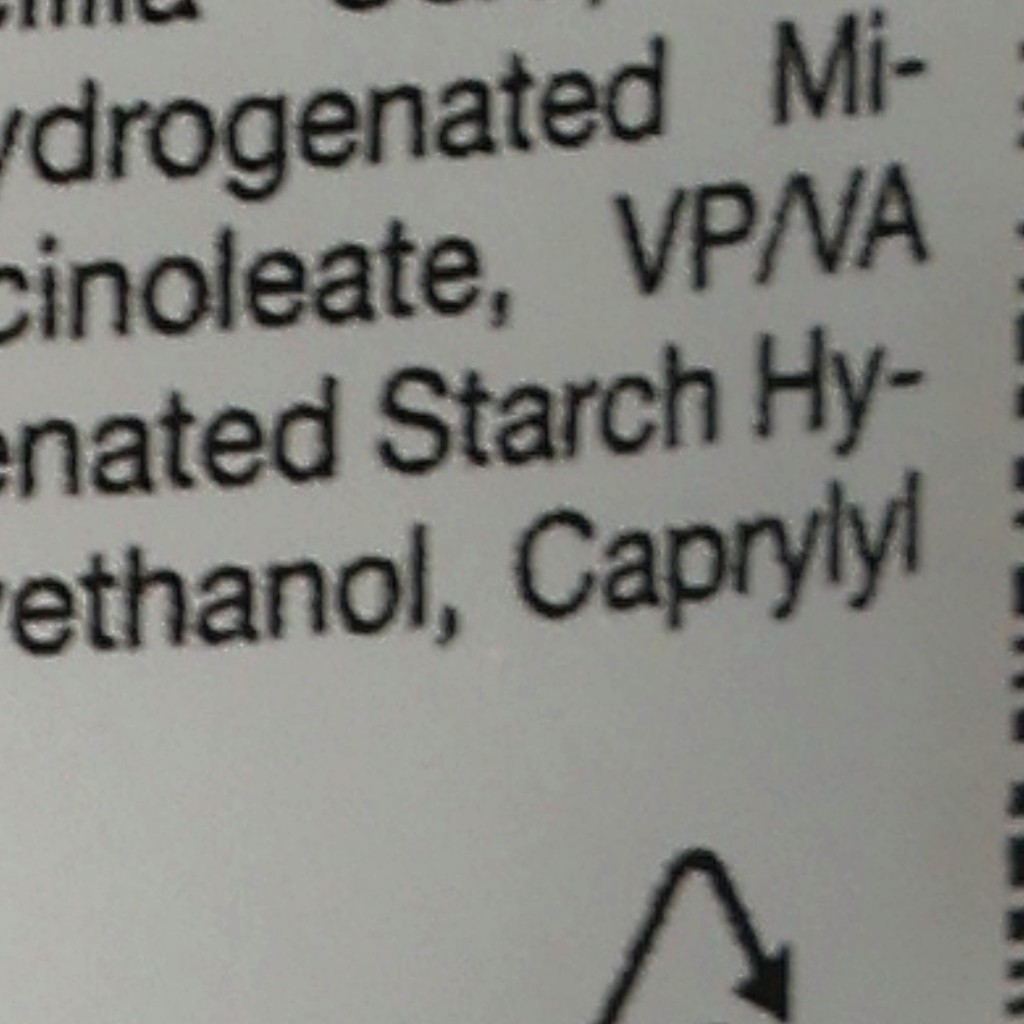 ydrogenated Mi-
cinoleate, VP/VA
enated Starch Hy-
ethanol, Caprylyl